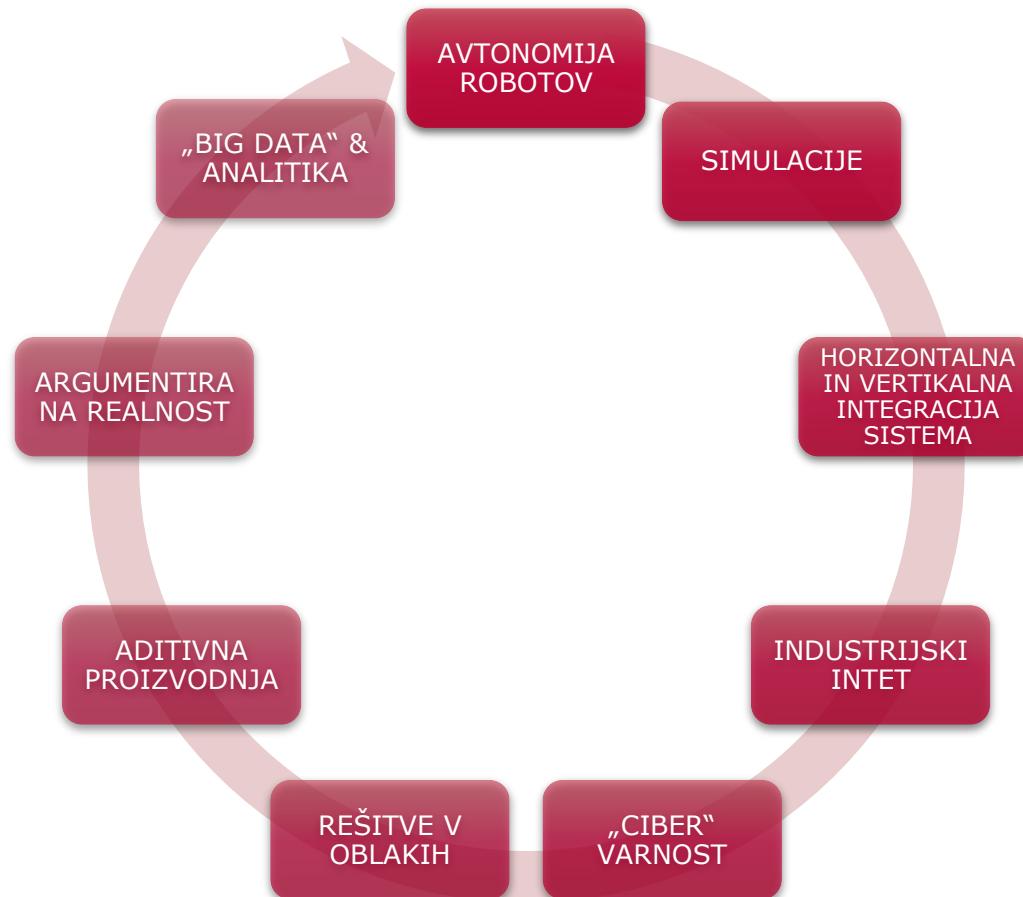 AVTONOMIJA
ROBOTOV
SIMULACIJE
HORIZONTALNA
IN VERTIKALNA
INTEGRACIJA
SISTEMA
INDUSTRIJSKI
INTET
„CIBER“
VARNOST
REŠITVE V
OBLAKIH
ADITIVNA
PROIZVODNJA
ARGUMENTIRA
NA REALNOST
„BIG DATA“ &
ANALITIKA